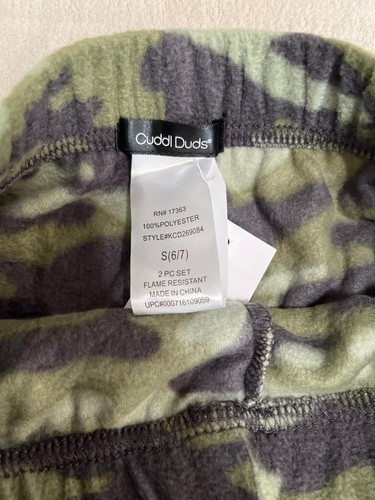 Cuddl Duds®
RN# 17363
100%POLYESTER
STYLE#KCD269084
S(6/7)
2 PC SET
FLAME RESISTANT
MADE IN CHINA
UPC#000716109059